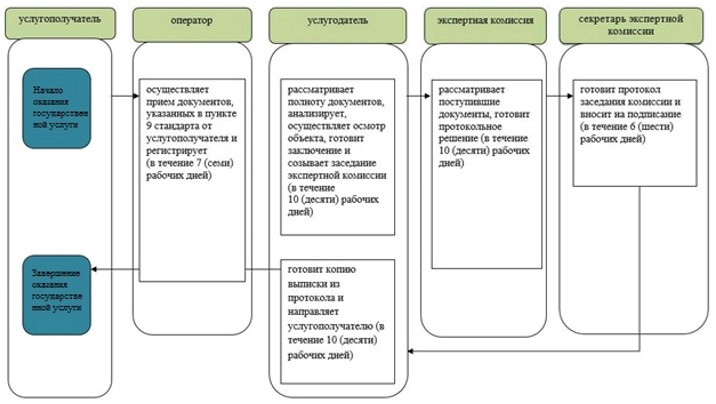 услугополучатель
оператор
услугодатель
экспертная комиссия
секретарь экспертной
комиссии
Начало
оказания
государствен
ной услуги
осуществляет
прием документов,
указанных в пункте
9 стандарта от
услугополучателя и
регистрирует
(в течение 7 (семи)
рабочих дней)
рассматривает
полноту документов,
анализирует,
осуществляет осмотр
объекта, готовит
заключение и
созывает заседание
экспертной комиссии
(в течение
10 (десяти) рабочих
дней)
рассматривает
поступившие
документы, готовит
протокольное
решение (в течение
10 (десяти) рабочих
дней)
готовит протокол
заседания комиссии и
вносит на подписание
(в течение 6 (шести)
рабочих дней)
Завершение
оказания
государстве
нной услуги
готовит копию
выписки из
протокола и
направляет
услугополучателю (в
течение 10 (десяти)
рабочих дней)